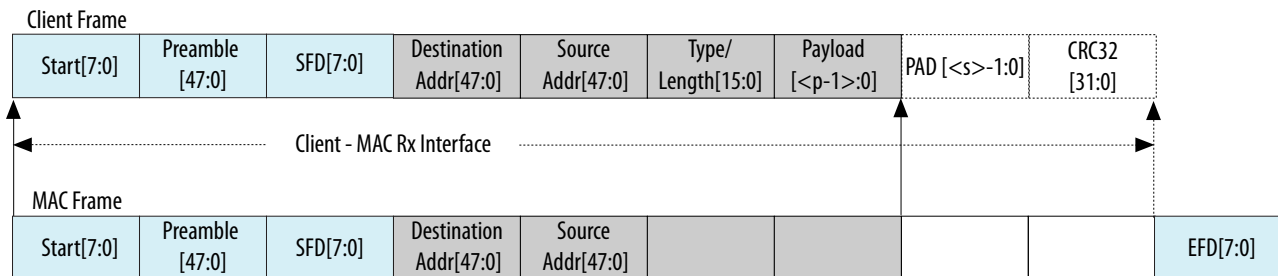 Client Frame
Start[7:0]
Preamble
[47:0]
SFD[7:0]
Destination
Addr[47:0]
Source
Addr[47:0]
Type/
Length[15:0]
Payload
[<p-1>:0]
PAD [<s>-1:0]
CRC32
[31:0]
Client - MAC Rx Interface
MAC Frame
Start[7:0]
Preamble
[47:0]
SFD[7:0]
Destination
Addr[47:0]
Source
Addr[47:0]
EFD[7:0]